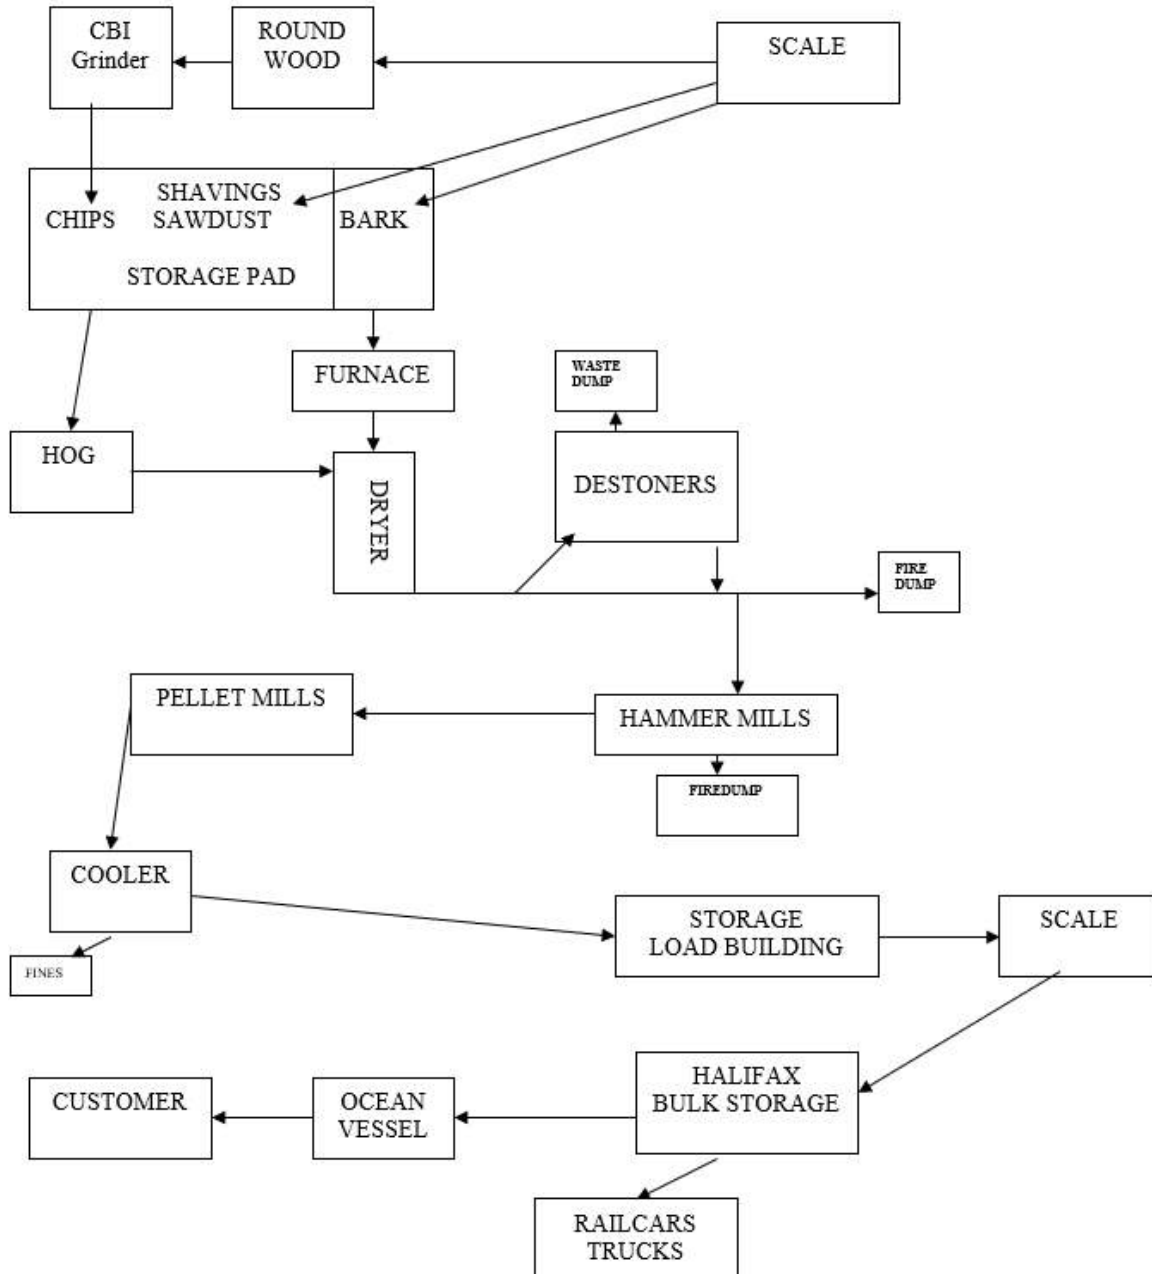 CBI
Grinder
ROUND
WOOD
SCALE
SHAVINGS
CHIPS SAWDUST BARK
STORAGE PAD
FURNACE
WASTE
DUMP
HOG
DRYER
DESTONERS
FIRE
DUMP
PELLET MILLS
HAMMER MILLS
FIREDUMP
COOLER
STORAGE
LOAD BUILDING
SCALE
FINES
HALIFAX
BULK STORAGE
CUSTOMER
OCEAN
VESSEL
RAILCARS
TRUCKS